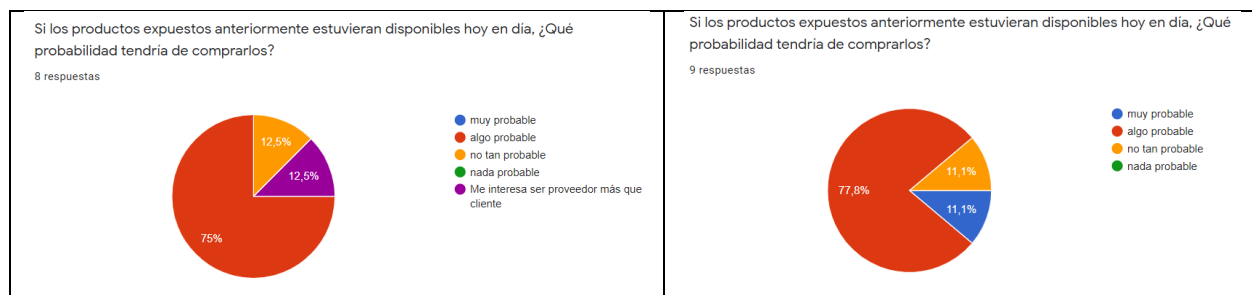 Si los productos expuestos anteriormente estuvieran disponibles hoy en día, ¿Qué
probabilidad tendría de comprarlos?
8 respuestas
12,5%
12,5%
75%
muy probable
algo probable
no tan probable
nada probable
Me interesa ser proveedor más que
cliente
Si los productos expuestos anteriormente estuvieran disponibles hoy en día, ¿Qué
probabilidad tendría de comprarlos?
9 respuestas
77,8%
11,1%
11,1%
muy probable
algo probable
no tan probable
nada probable